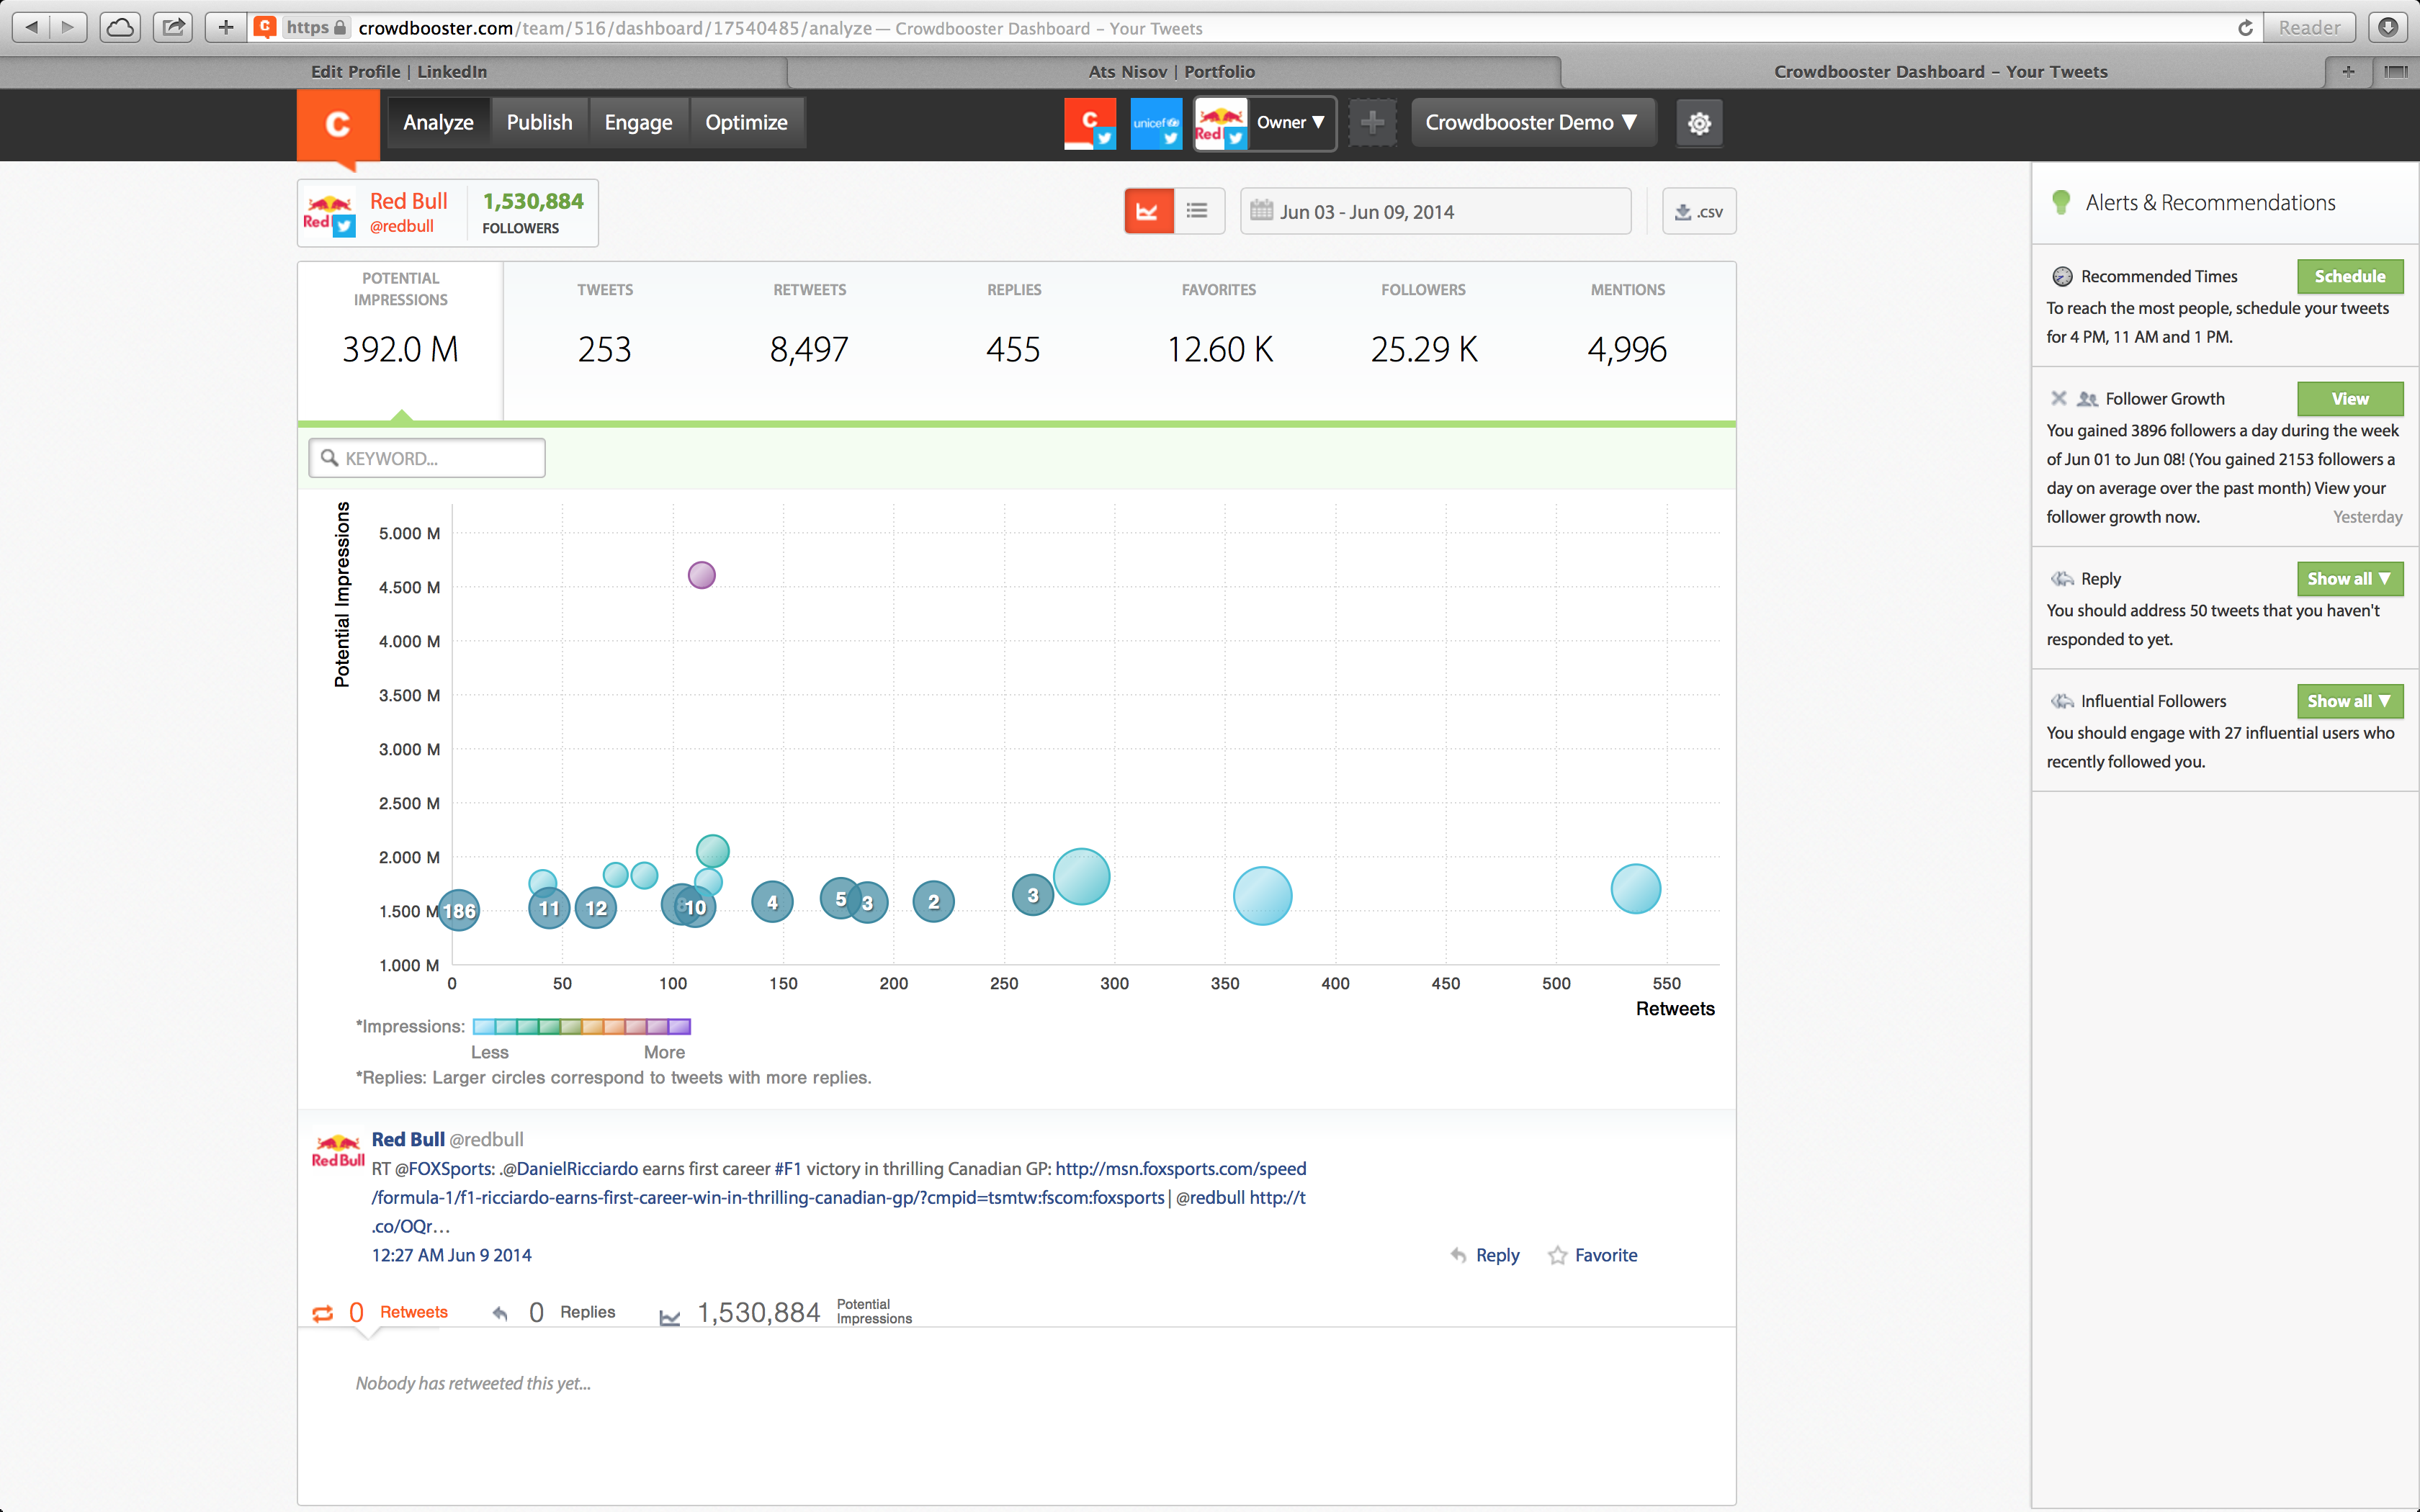 https crowdbooster.com/team/516/dashboard/17540485/analyze — Crowdbooster Dashboard – Your Tweets
Reader
Edit Profile | LinkedIn
Ats Nisov | Portfolio
Crowdbooster Dashboard – Your Tweets
C
Analyze
Publish
Engage
Optimize
C
unicef
Red
Owner ▼
Crowdbooster Demo ▼
Red
Red Bull
@redbull
1,530,884
FOLLOWERS
Jun 03 - Jun 09, 2014
.csv
POTENTIAL
IMPRESSIONS
392.0 M
TWEETS
253
RETWEETS
8,497
REPLIES
455
FAVORITES
12.60 K
FOLLOWERS
25.29 K
MENTIONS
4,996
KEYWORD...
Potential Impressions
5.000 M
4.500 M
4.000 M
3.500 M
3.000 M
2.500 M
2.000 M
1.500 M
1.000 M
186
11
12
8
10
4
5
3
2
3
0
50
100
150
200
250
300
350
400
450
500
550
Retweets
*Impressions:
Less
More
*Replies: Larger circles correspond to tweets with more replies.
Red Bull
Red Bull @redbull
RT @FOXSports: .@DanielRicciardo earns first career #F1 victory in thrilling Canadian GP: http://msn.foxsports.com/speed
/formula-1/f1-ricciardo-earns-first-career-win-in-thrilling-canadian-gp/?cmpid=tsmtw:fscom:foxsports | @redbull http://t
.co/OQr…
12:27 AM Jun 9 2014
Reply
Favorite
0 Retweets
0 Replies
1,530,884
Potential
Impressions
Nobody has retweeted this yet...
Alerts & Recommendations
Recommended Times
Schedule
To reach the most people, schedule your tweets
for 4 PM, 11 AM and 1 PM.
Follower Growth
View
You gained 3896 followers a day during the week
of Jun 01 to Jun 08! (You gained 2153 followers a
day on average over the past month) View your
follower growth now.
Yesterday
Reply
Show all ▼
You should address 50 tweets that you haven't
responded to yet.
Influential Followers
Show all ▼
You should engage with 27 influential users who
recently followed you.